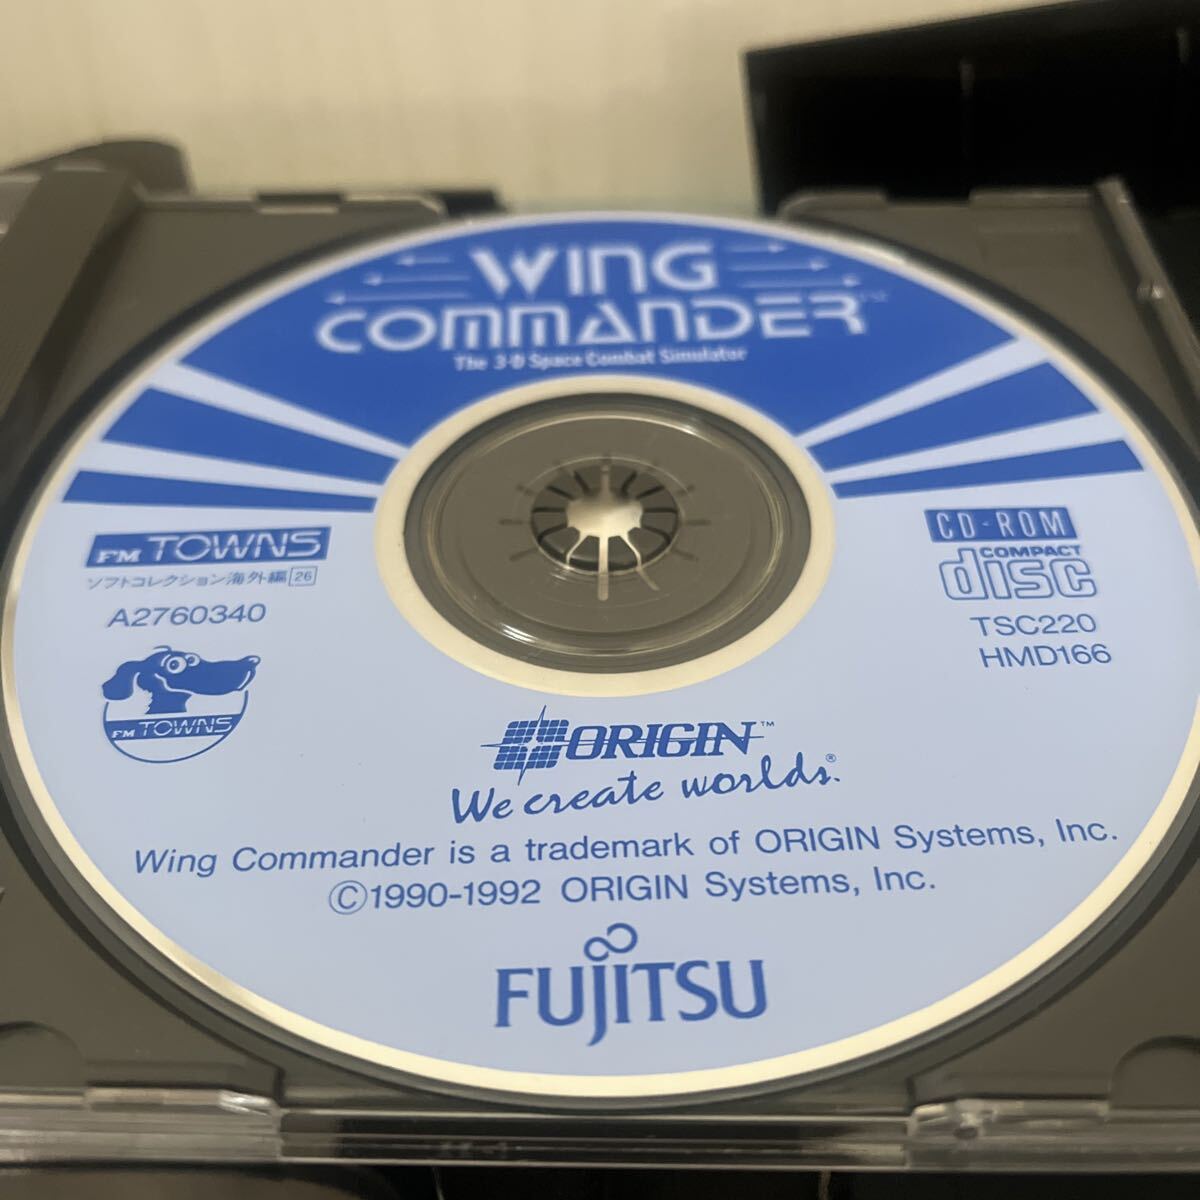 WING
COMMANDER™
The 3-D Space Combat Simulator
FM TOWNS
ソフトコレクション海外編 26
A2760340
FM TOWNS
CD-ROM
COMPACT
disc
TSC220
HMD166
ORIGIN™
We create worlds.®
Wing Commander is a trademark of ORIGIN Systems, Inc.
©1990-1992 ORIGIN Systems, Inc.
FUJITSU